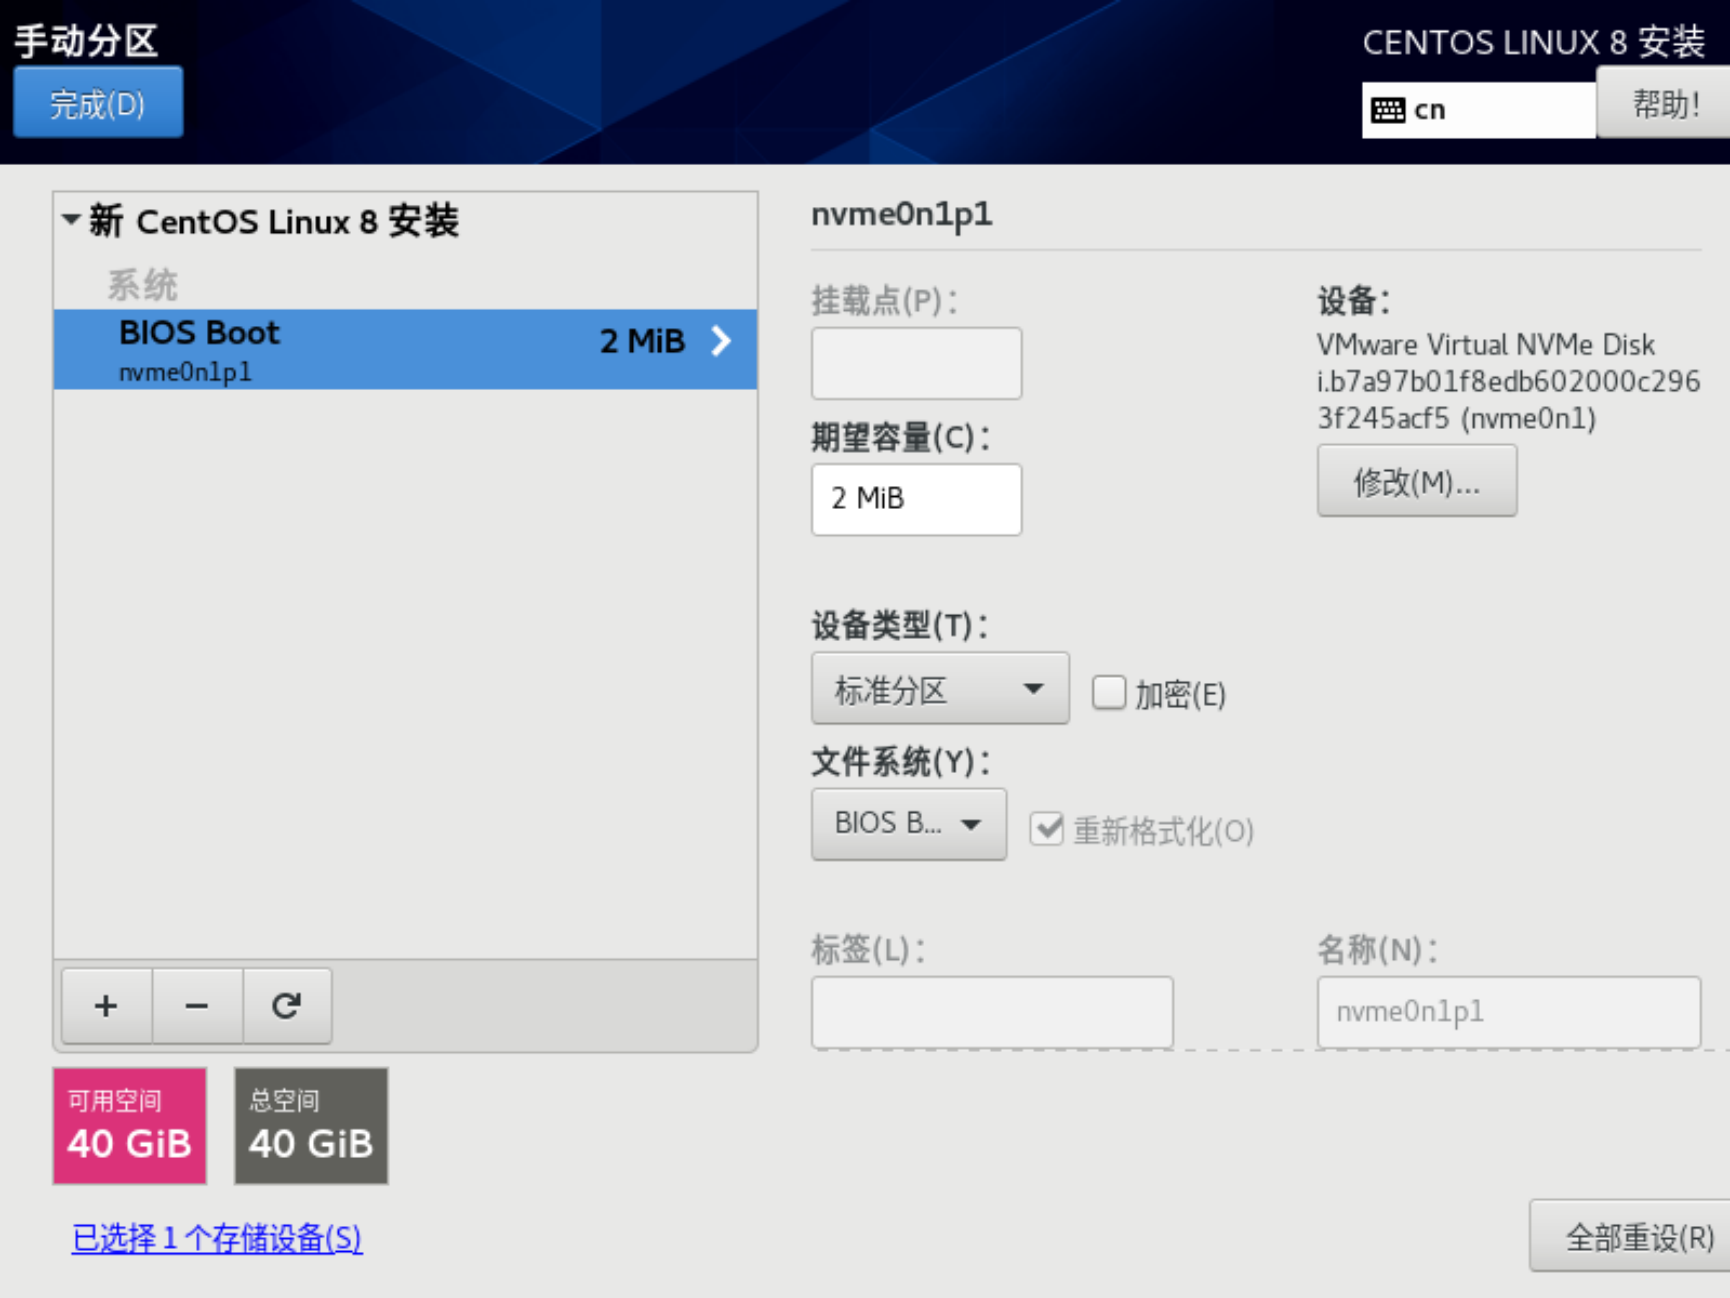 手动分区
CENTOS LINUX 8 安装
完成(D)
cn
帮助!
新 CentOS Linux 8 安装
系统
BIOS Boot
2 MiB
nvme0n1p1
+
−
nvme0n1p1
挂载点(P)：
期望容量(C)：
2 MiB
设备：
VMware Virtual NVMe Disk
i.b7a97b01f8edb602000c296
3f245acf5 (nvme0n1)
修改(M)...
设备类型(T)：
标准分区
加密(E)
文件系统(Y)：
BIOS B...
重新格式化(O)
标签(L)：
名称(N)：
nvme0n1p1
可用空间
40 GiB
总空间
40 GiB
已选择 1 个存储设备(S)
全部重设(R)